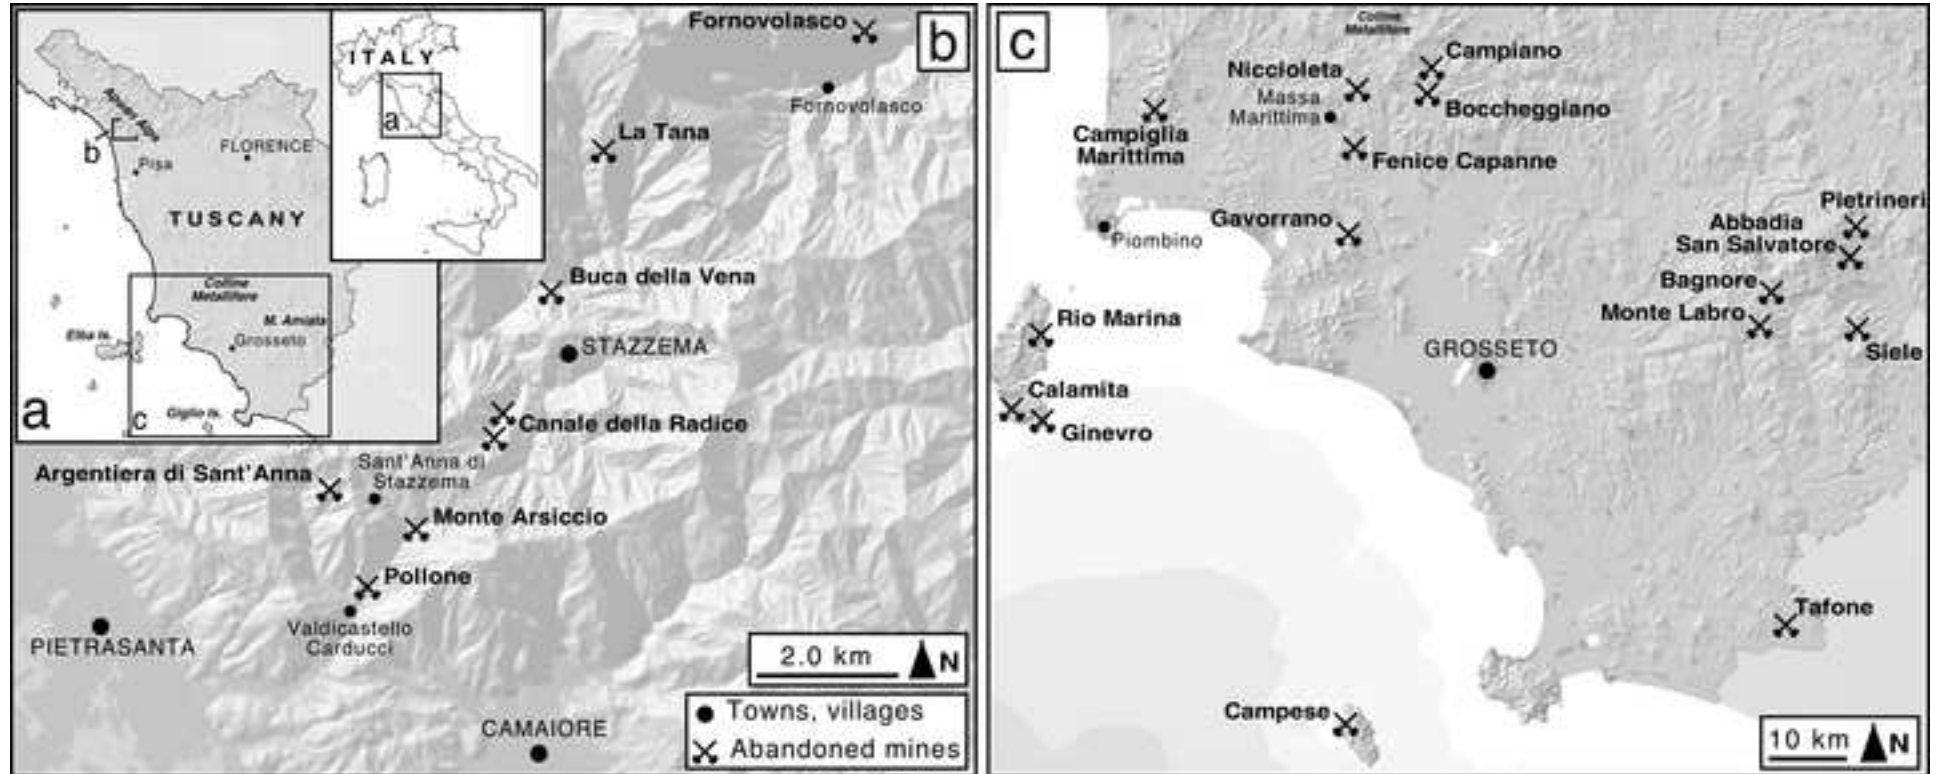 ITALY
a
Apuan Alps
b
Pisa
FLORENCE
TUSCANY
Colline
Metallifere
M. Amiata
Elba Is.
Grosseto
Giglio Is.
c
a
b
Fornovolasco
Fornovolasco
La Tana
Buca della Vena
STAZZEMA
Canale della Radice
Argentiera di Sant'Anna
Sant'Anna di
Stazzema
Monte Arsiccio
Pollone
Valdicastello
Carducci
PIETRASANTA
CAMAIORE
2.0 km
N
Towns, villages
Abandoned mines
c
Colline
Metallifere
Campiano
Niccioleta
Massa
Marittima
Boccheggiano
Campiglia
Marittima
Fenice Capanne
Gavorrano
Piombino
Pietrineri
Abbadia
San Salvatore
Bagnore
Monte Labro
Siele
Rio Marina
GROSSETO
Calamita
Ginevro
Tafone
Campese
10 km
N